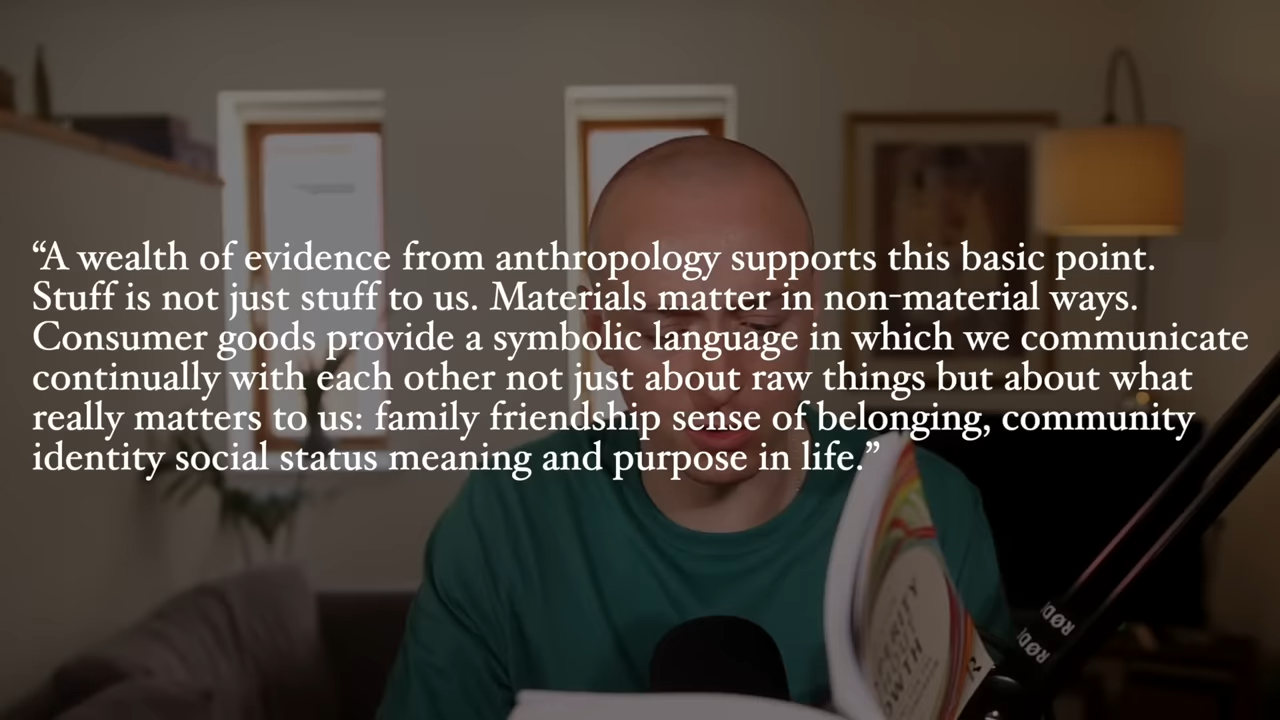 “A wealth of evidence from anthropology supports this basic point.
Stuff is not just stuff to us. Materials matter in non-material ways.
Consumer goods provide a symbolic language in which we communicate
continually with each other not just about raw things but about what
really matters to us: family friendship sense of belonging, community
identity social status meaning and purpose in life.”
RØDE
RØDE